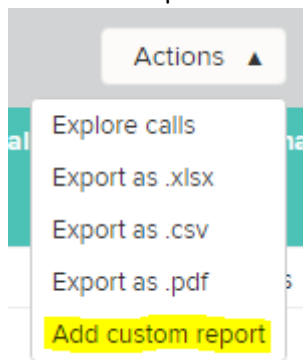 Actions ▲
Explore calls
Export as .xlsx
Export as .csv
Export as .pdf
Add custom report